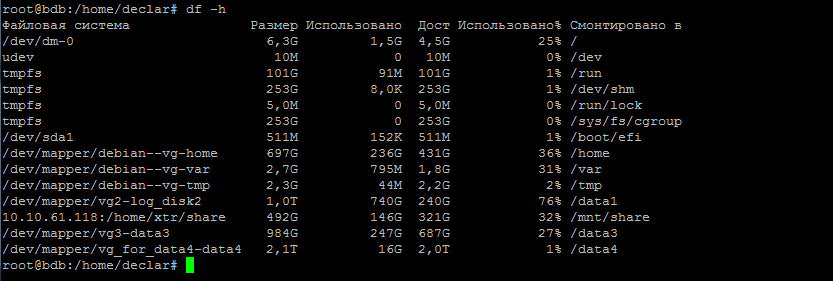 root@bdb:/home/declar# df -h
Файловая система Размер Использовано Дост Использовано% Смонтировано в
/dev/dm-0 6,3G 1,5G 4,5G 25% /
udev 10M 0 10M 0% /dev
tmpfs 101G 91M 101G 1% /run
tmpfs 253G 8,0K 253G 1% /dev/shm
tmpfs 5,0M 0 5,0M 0% /run/lock
tmpfs 253G 0 253G 0% /sys/fs/cgroup
/dev/sda1 511M 152K 511M 1% /boot/efi
/dev/mapper/debian--vg-home 697G 236G 431G 36% /home
/dev/mapper/debian--vg-var 2,7G 795M 1,8G 31% /var
/dev/mapper/debian--vg-tmp 2,3G 44M 2,2G 2% /tmp
/dev/mapper/vg2-log_disk2 1,0T 740G 240G 76% /data1
10.10.61.118:/home/xtr/share 492G 146G 321G 32% /mnt/share
/dev/mapper/vg3-data3 984G 247G 687G 27% /data3
/dev/mapper/vg_for_data4-data4 2,1T 16G 2,0T 1% /data4
root@bdb:/home/declar#